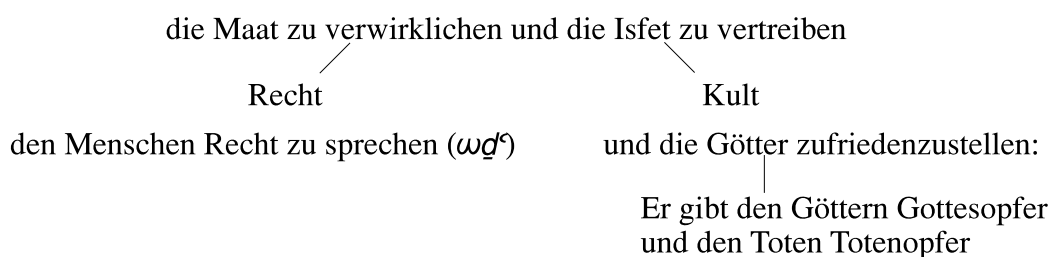 die Maat zu verwirklichen und die Isfet zu vertreiben
Recht Kult
den Menschen Recht zu sprechen (ωḏꜥ) und die Götter zufriedenzustellen:
Er gibt den Göttern Gottesopfer
und den Toten Totenopfer